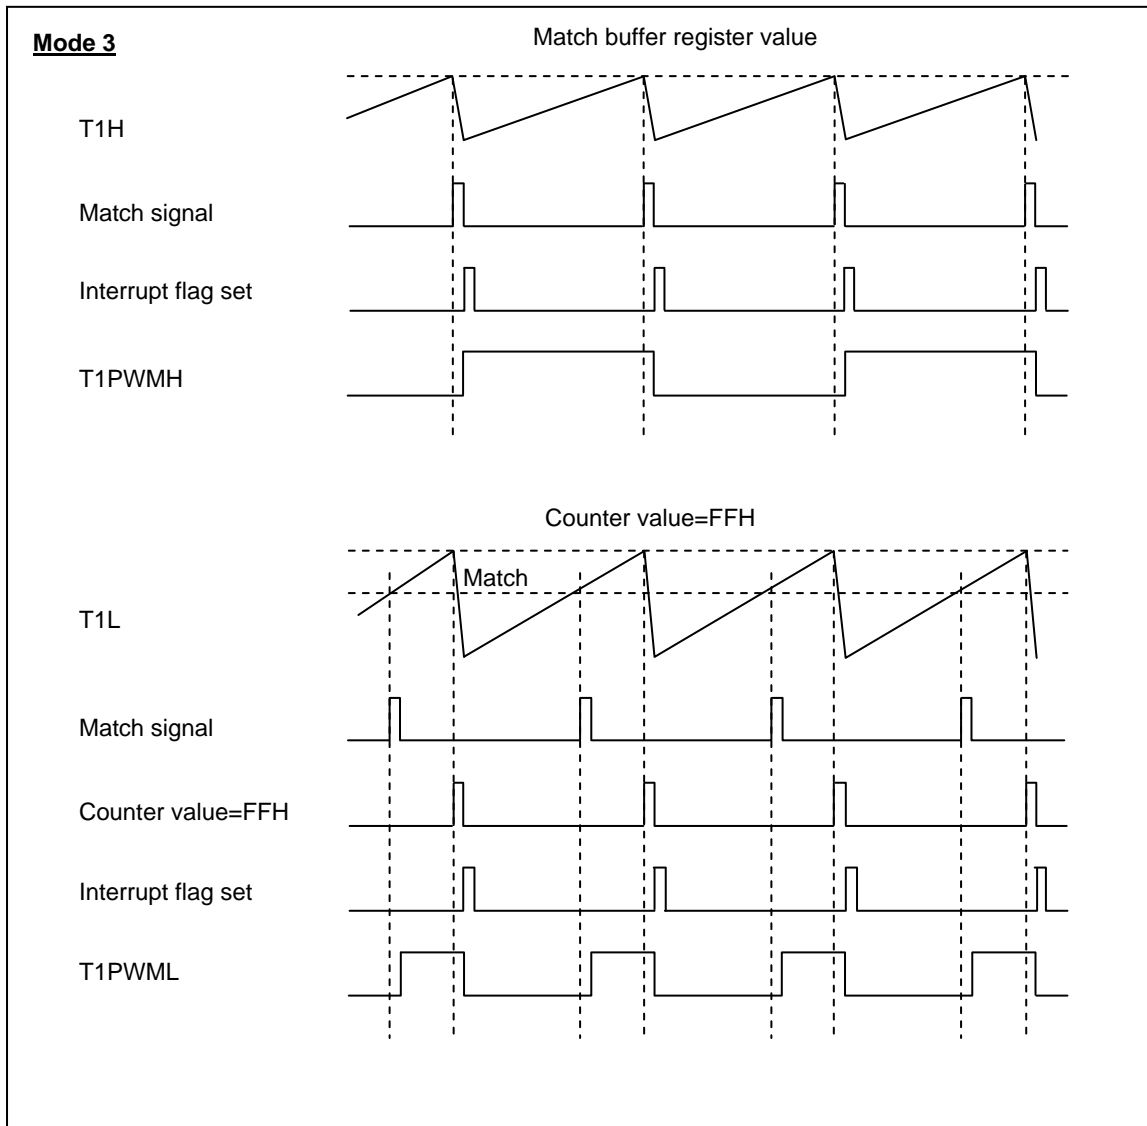 Mode 3
Match buffer register value
T1H
Match signal
Interrupt flag set
T1PWMH
Counter value=FFH
Match
T1L
Match signal
Counter value=FFH
Interrupt flag set
T1PWML